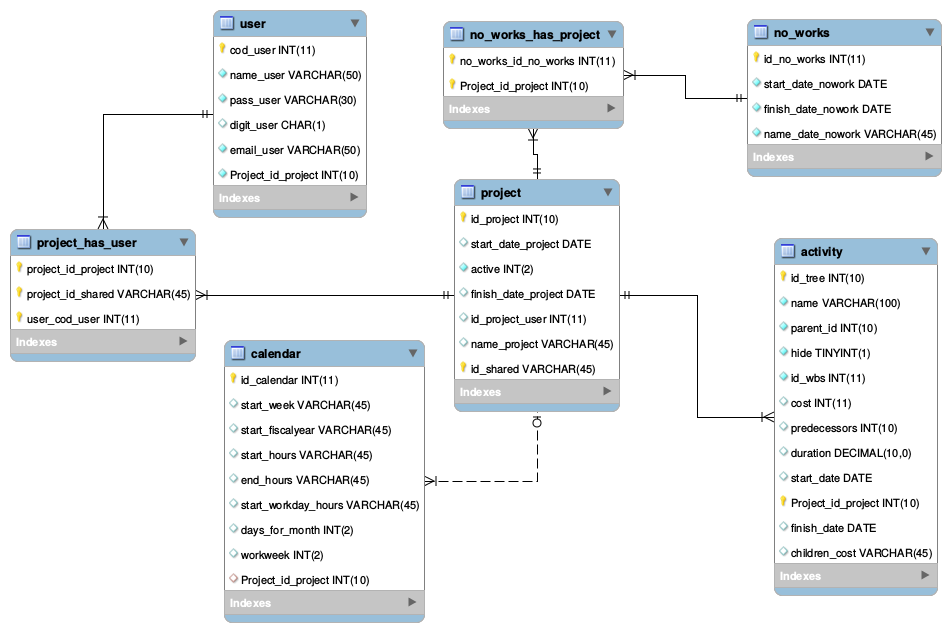 user
cod_user INT(11)
name_user VARCHAR(50)
pass_user VARCHAR(30)
digit_user CHAR(1)
email_user VARCHAR(50)
Project_id_project INT(10)
Indexes
no_works_has_project
no_works_id_no_works INT(11)
Project_id_project INT(10)
Indexes
no_works
id_no_works INT(11)
start_date_nowork DATE
finish_date_nowork DATE
name_date_nowork VARCHAR(45)
Indexes
project_has_user
project_id_project INT(10)
project_id_shared VARCHAR(45)
user_cod_user INT(11)
Indexes
project
id_project INT(10)
start_date_project DATE
active INT(2)
finish_date_project DATE
id_project_user INT(11)
name_project VARCHAR(45)
id_shared VARCHAR(45)
Indexes
calendar
id_calendar INT(11)
start_week VARCHAR(45)
start_fiscalyear VARCHAR(45)
start_hours VARCHAR(45)
end_hours VARCHAR(45)
start_workday_hours VARCHAR(45)
days_for_month INT(2)
workweek INT(2)
Project_id_project INT(10)
Indexes
activity
id_tree INT(10)
name VARCHAR(100)
parent_id INT(10)
hide TINYINT(1)
id_wbs INT(11)
cost INT(11)
predecessors INT(10)
duration DECIMAL(10,0)
start_date DATE
Project_id_project INT(10)
finish_date DATE
children_cost VARCHAR(45)
Indexes